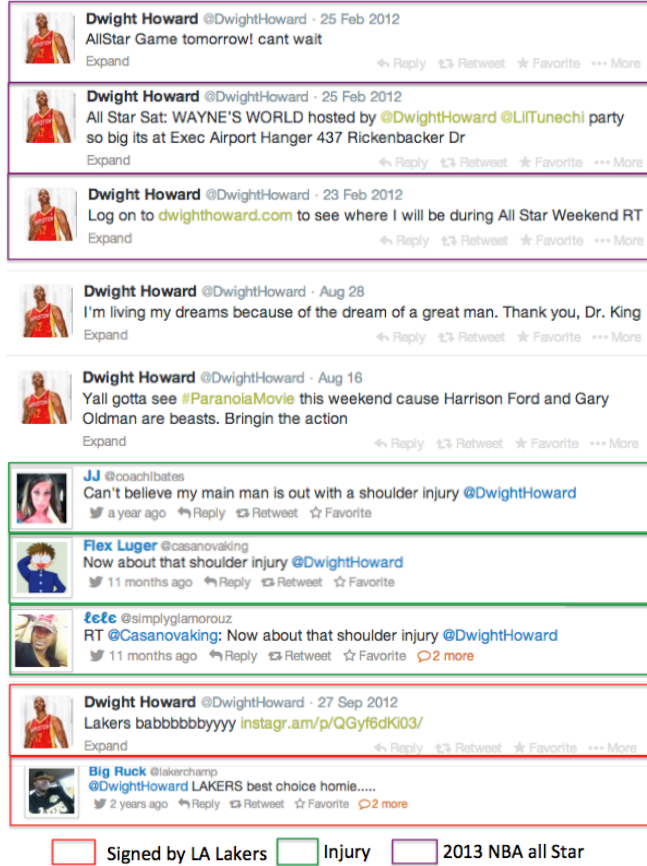 Dwight Howard @DwightHoward · 25 Feb 2012
AllStar Game tomorrow! cant wait
Expand Reply Retweet Favorite More
Dwight Howard @DwightHoward · 25 Feb 2012
All Star Sat: WAYNE'S WORLD hosted by @DwightHoward @LilTunechi party
so big its at Exec Airport Hanger 437 Rickenbacker Dr
Expand Reply Retweet Favorite More
Dwight Howard @DwightHoward · 23 Feb 2012
Log on to dwighthoward.com to see where I will be during All Star Weekend RT
Expand Reply Retweet Favorite More
Dwight Howard @DwightHoward · Aug 28
I'm living my dreams because of the dream of a great man. Thank you, Dr. King
Expand Reply Retweet Favorite More
Dwight Howard @DwightHoward · Aug 16
Yall gotta see #ParanoiaMovie this weekend cause Harrison Ford and Gary
Oldman are beasts. Bringin the action
Expand Reply Retweet Favorite More
JJ @coachlbates
Can't believe my main man is out with a shoulder injury @DwightHoward
a year ago Reply Retweet Favorite
Flex Luger @casanovaking
Now about that shoulder injury @DwightHoward
11 months ago Reply Retweet Favorite
ℓєℓє @simplyglamorouz
RT @Casanovaking: Now about that shoulder injury @DwightHoward
11 months ago Reply Retweet Favorite 2 more
Dwight Howard @DwightHoward · 27 Sep 2012
Lakers babbbbbbyyyy instagr.am/p/QGyf6dKi03/
Expand Reply Retweet Favorite More
Big Ruck @lakerchamp
@DwightHoward LAKERS best choice homie.....
2 years ago Reply Retweet Favorite 2 more
Signed by LA Lakers Injury 2013 NBA all Star